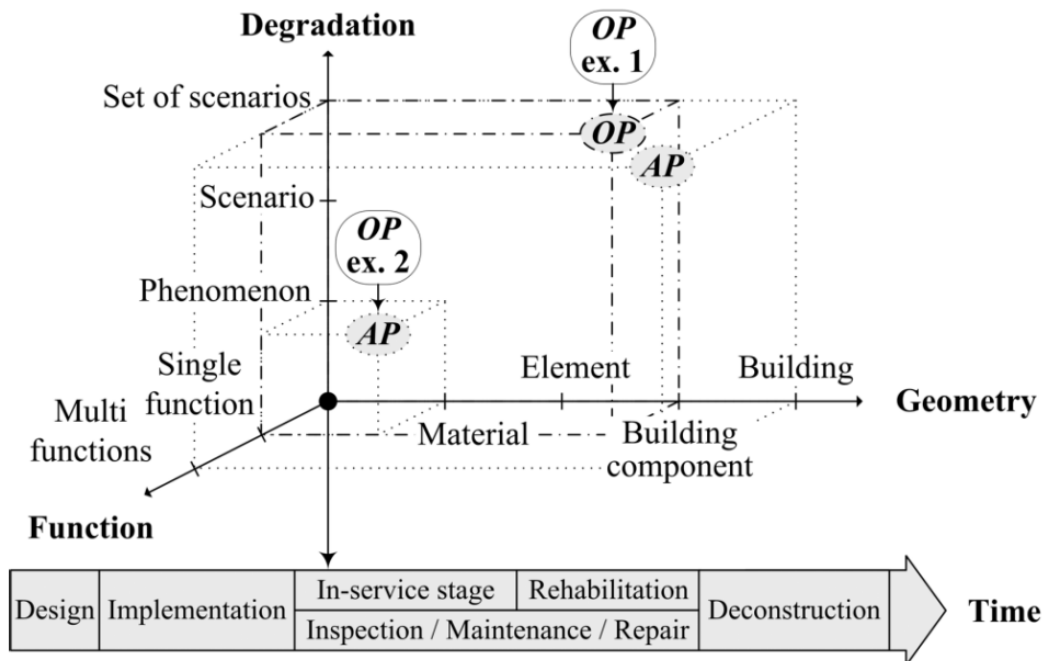 Degradation
OP
ex. 1
Set of scenarios
OP
AP
Scenario
OP
ex. 2
Phenomenon
AP
Single
function
Element
Building
Multi
functions
Geometry
Material
Building
component
Function
Design
Implementation
In-service stage
Rehabilitation
Inspection / Maintenance / Repair
Deconstruction
Time